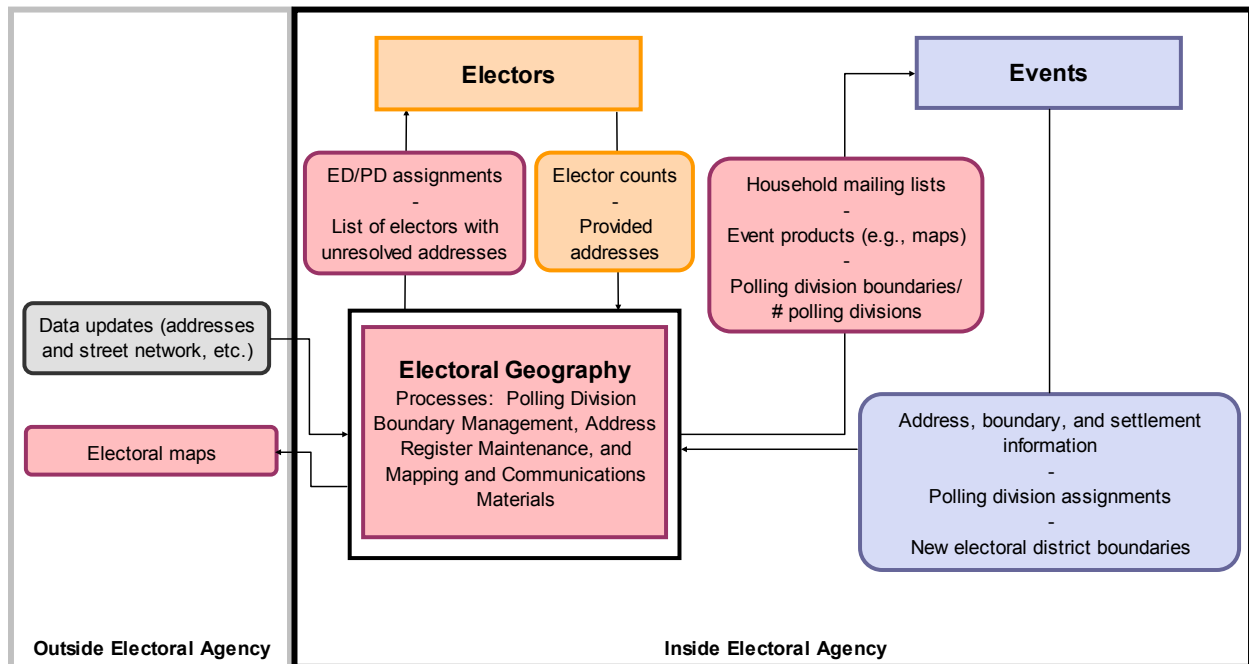 Electors
Events
ED/PD assignments
-
List of electors with
unresolved addresses
Elector counts
-
Provided
addresses
Household mailing lists
-
Event products (e.g., maps)
-
Polling division boundaries/
# polling divisions
Data updates (addresses
and street network, etc.)
Electoral maps
Electoral Geography
Processes: Polling Division
Boundary Management, Address
Register Maintenance, and
Mapping and Communications
Materials
Address, boundary, and settlement
information
-
Polling division assignments
-
New electoral district boundaries
Outside Electoral Agency
Inside Electoral Agency